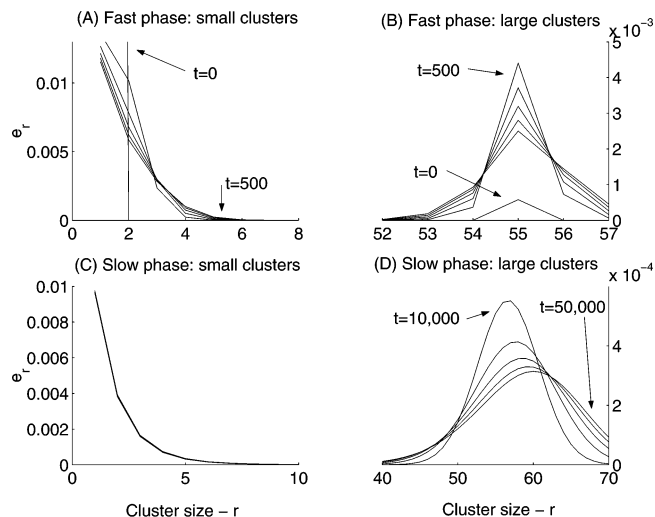 (A) Fast phase: small clusters
0.01
0.005
0
e_r
0 2 4 6 8
t=0
t=500
(B) Fast phase: large clusters
x 10^-3
5
4
3
2
1
0
52 53 54 55 56 57
t=500
t=0
(C) Slow phase: small clusters
0.01
0.008
0.006
0.004
0.002
0
e_r
0 5 10
Cluster size – r
(D) Slow phase: large clusters
x 10^-4
4
2
0
40 50 60 70
t=10,000
t=50,000
Cluster size – r